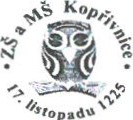 • ZŠ a MŠ Kopřivnice •
17. listopadu 1225